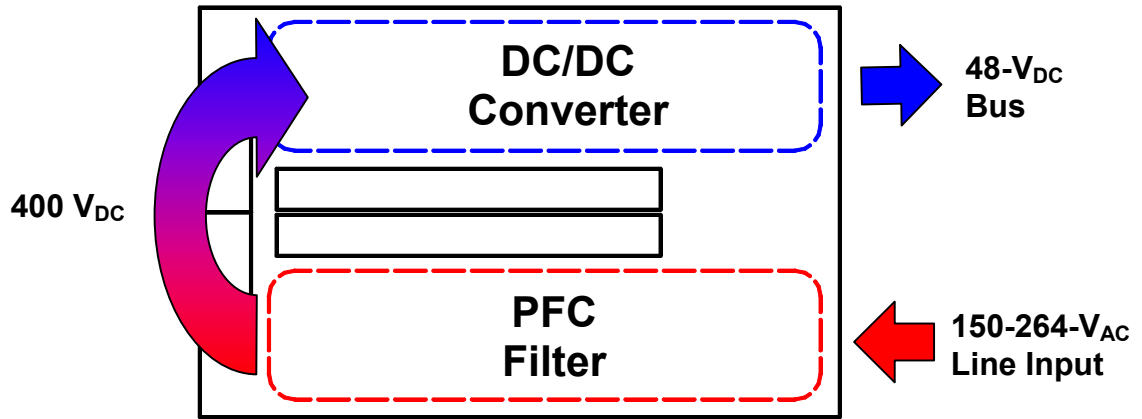 DC/DC
Converter
48-VDC
Bus
400 VDC
PFC
Filter
150-264-VAC
Line Input